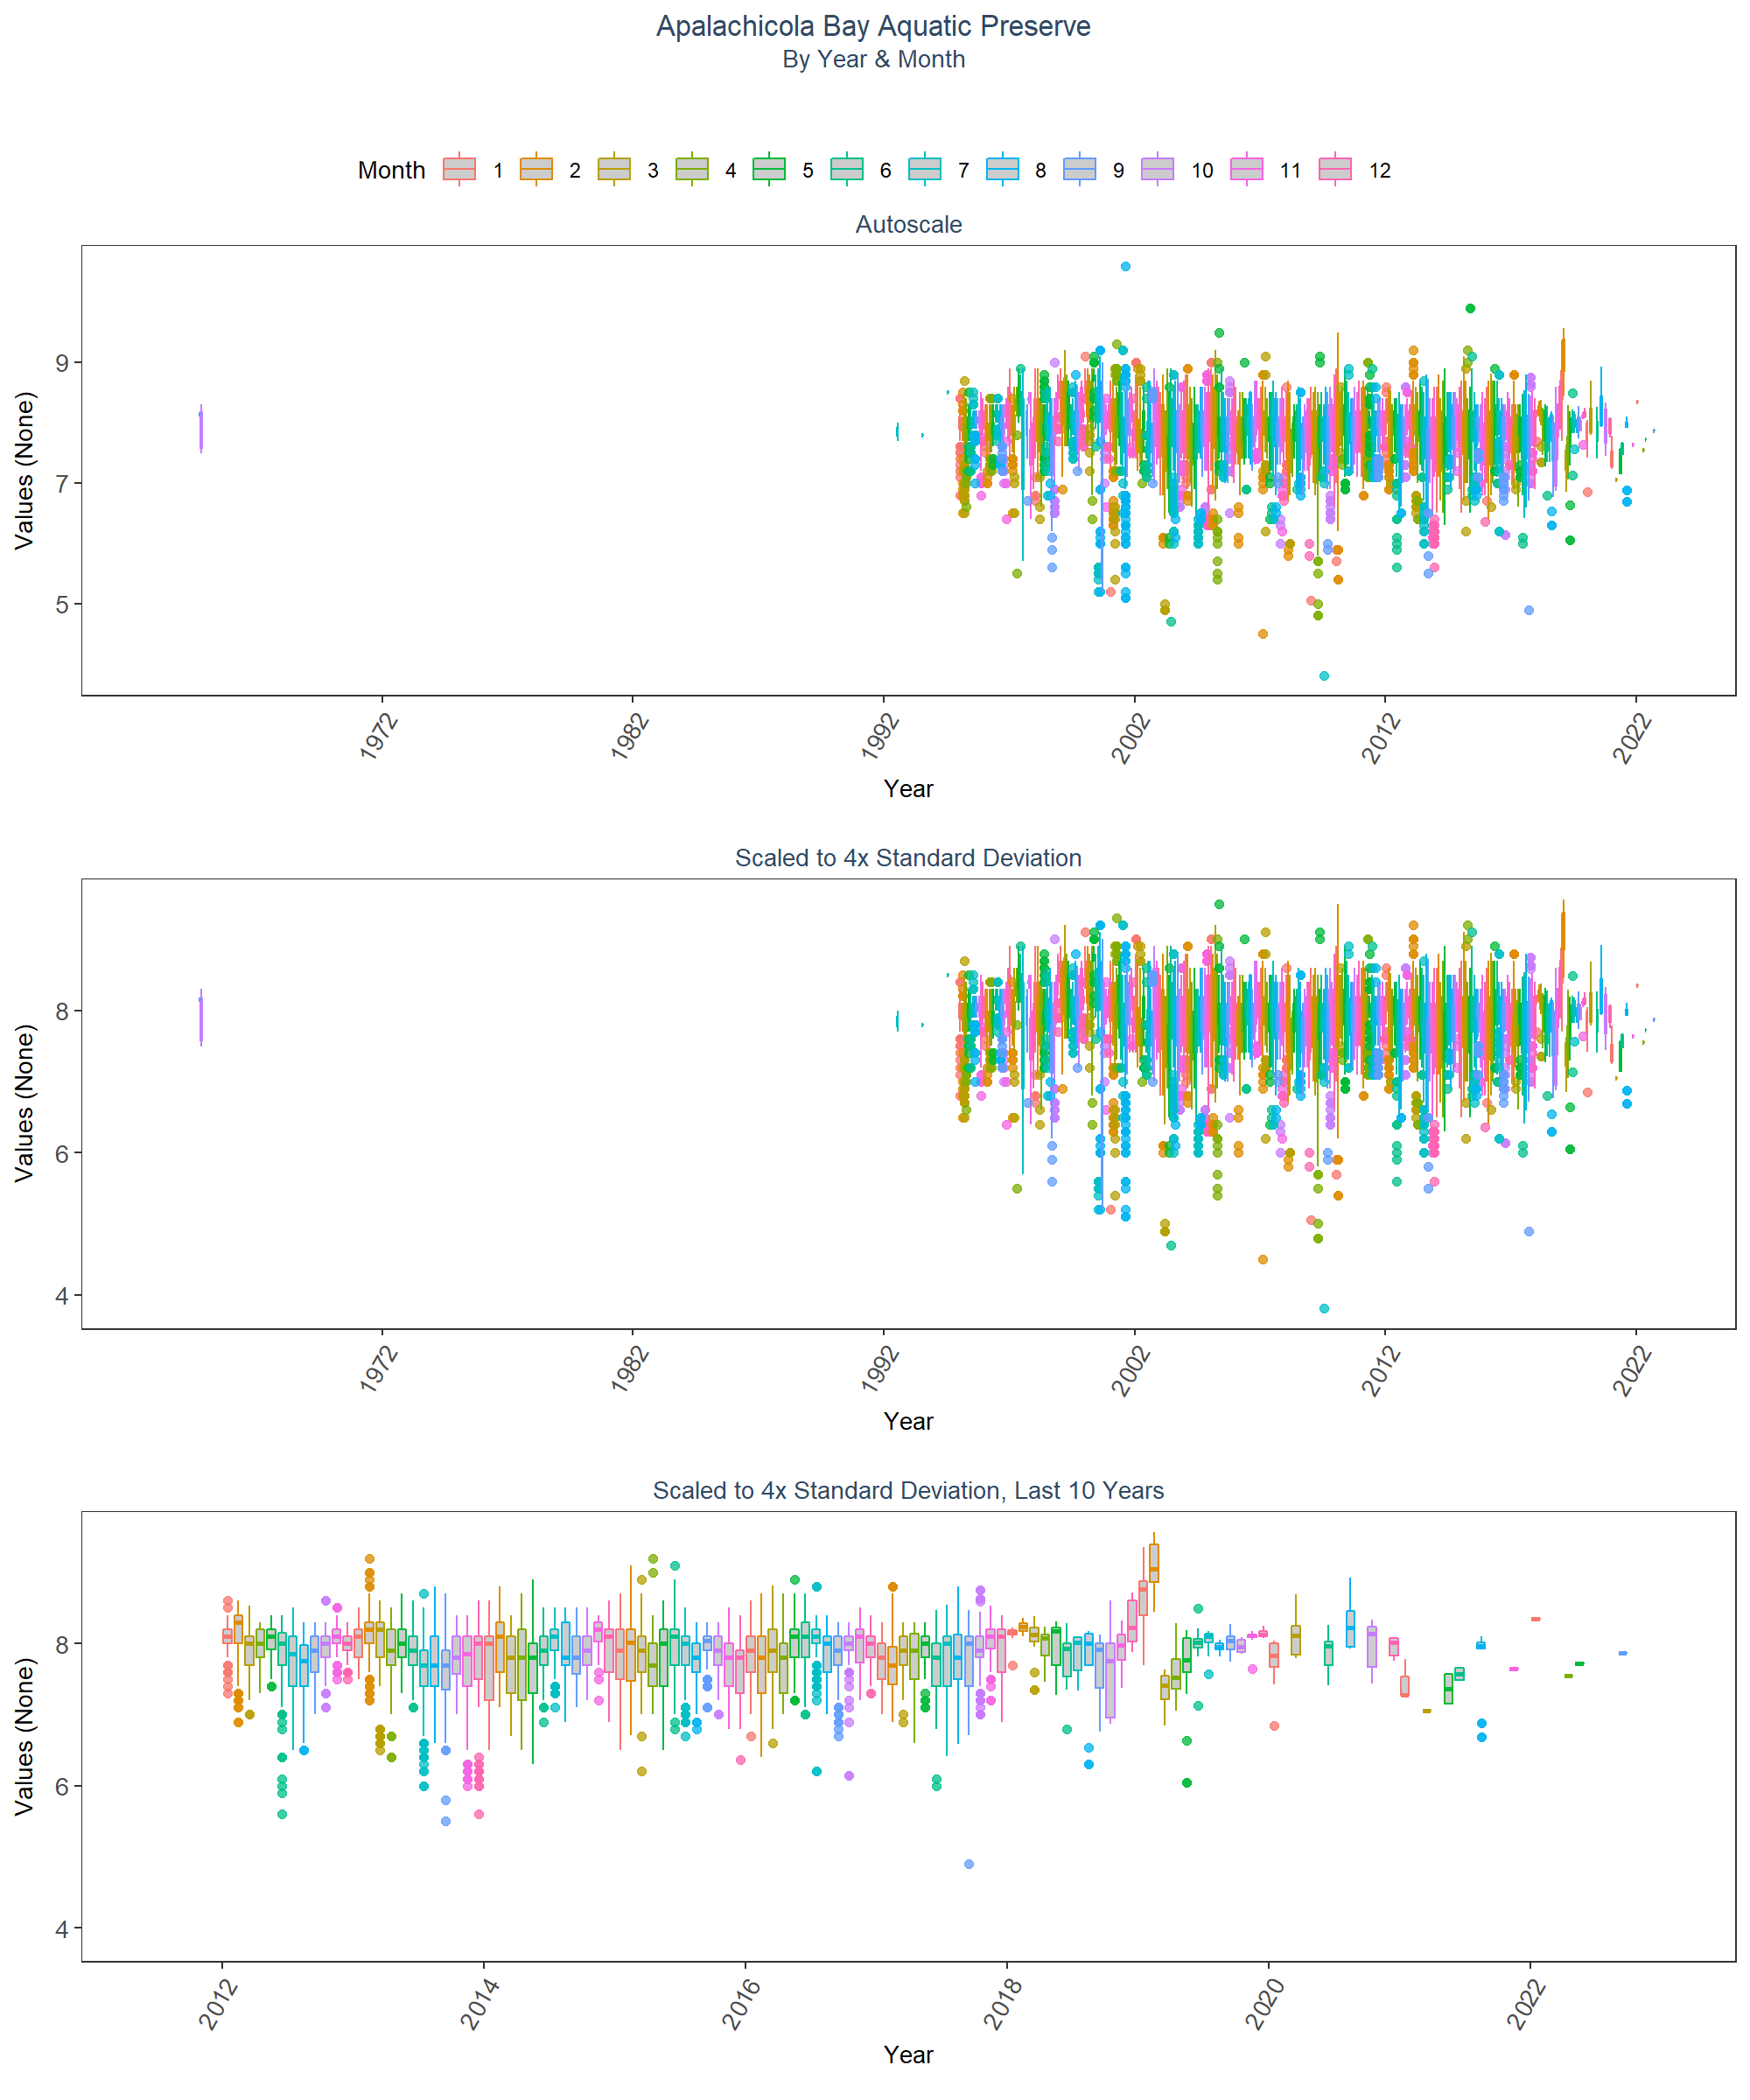 Apalachicola Bay Aquatic Preserve
By Year & Month
Month 1 2 3 4 5 6 7 8 9 10 11 12
Autoscale
Values (None)
9
7
5
1972 1982 1992 2002 2012 2022
Year
Scaled to 4x Standard Deviation
Values (None)
8
6
4
1972 1982 1992 2002 2012 2022
Year
Scaled to 4x Standard Deviation, Last 10 Years
Values (None)
8
6
4
2012 2014 2016 2018 2020 2022
Year